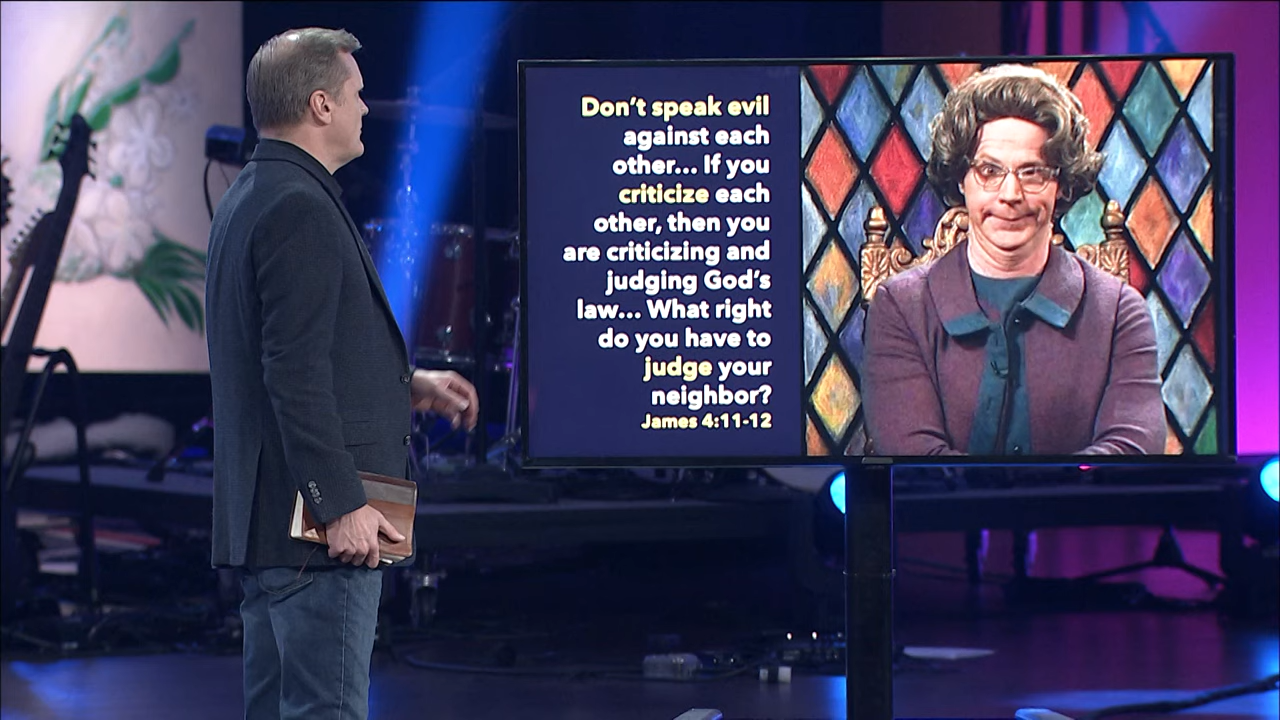 Don't speak evil
against each
other... If you
criticize each
other, then you
are criticizing and
judging God's
law... What right
do you have to
judge your
neighbor?
James 4:11-12